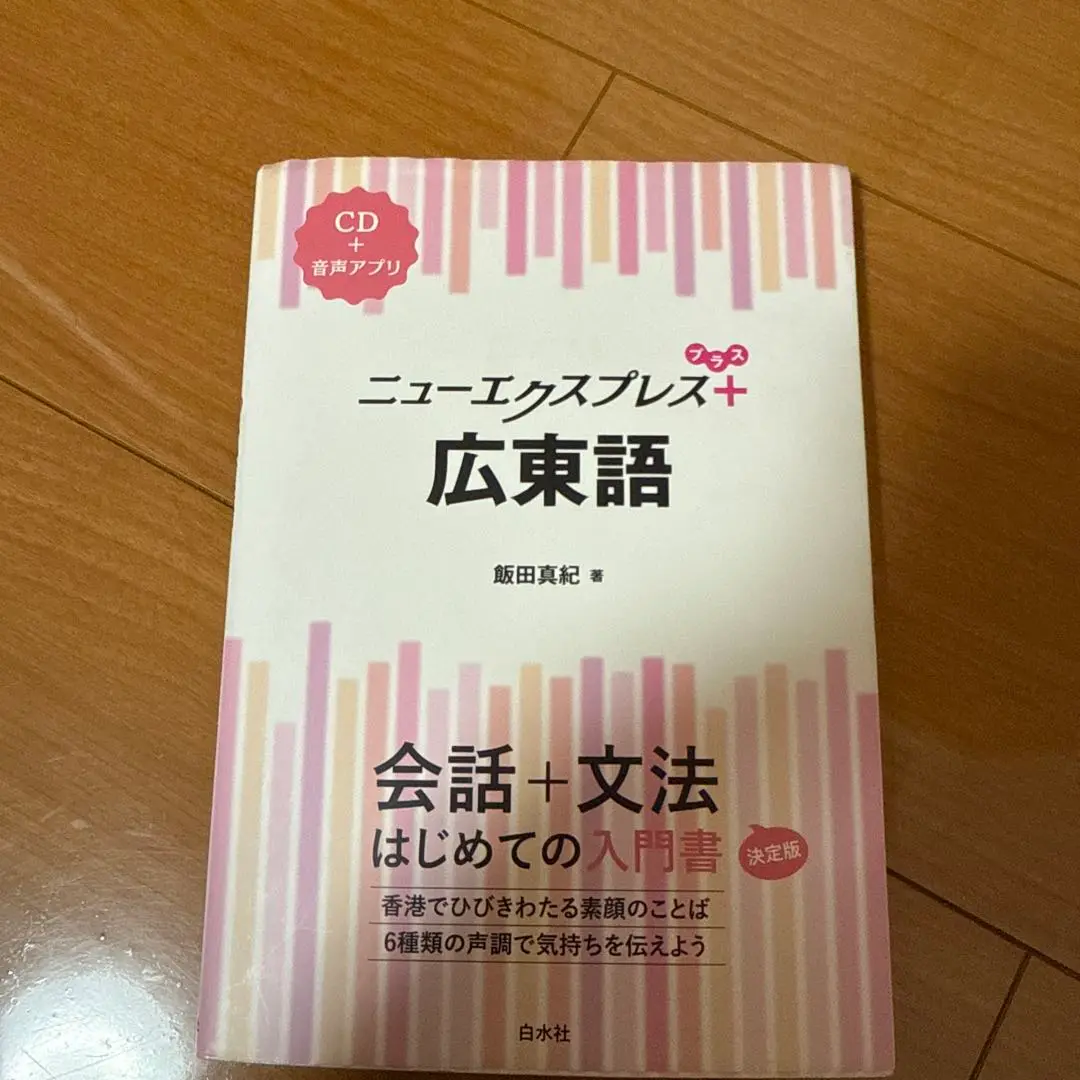 CD
+
音声アプリ
プラス
ニューエクスプレス+
広東語
飯田真紀 著
会話+文法
はじめての入門書
決定版
香港でひびきわたる素顔のことば
6種類の声調で気持ちを伝えよう
白水社